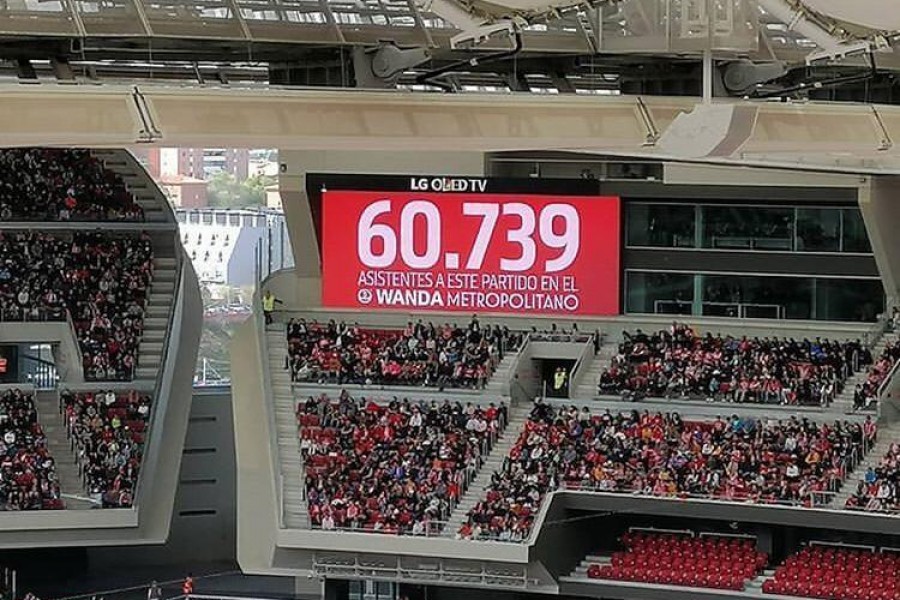 LG OLED TV
60.739
ASISTENTES A ESTE PARTIDO EN EL
WANDA METROPOLITANO